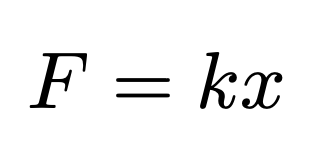 F = kx